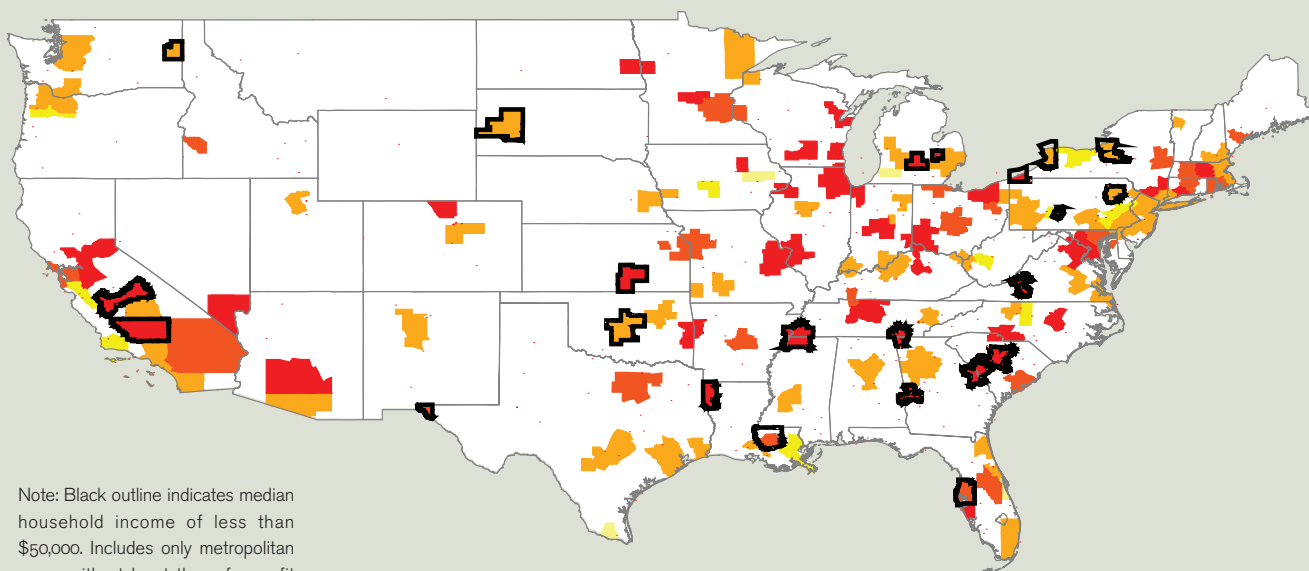 Note: Black outline indicates median
household income of less than
$50,000. Includes only metropolitan